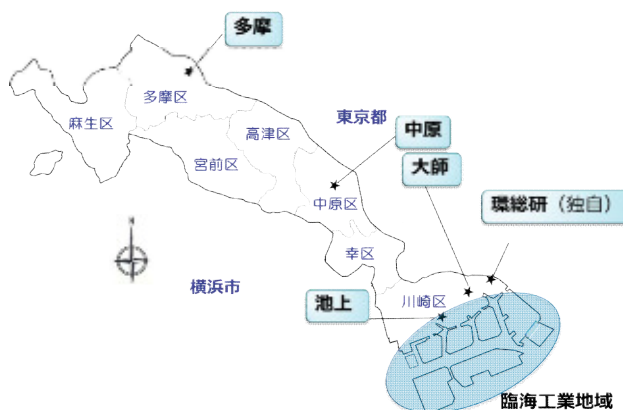 多摩
多摩区
麻生区
高津区
東京都
中原
宮前区
大師
中原区
環総研（独自）
幸区
N
横浜市
池上
川崎区
臨海工業地域